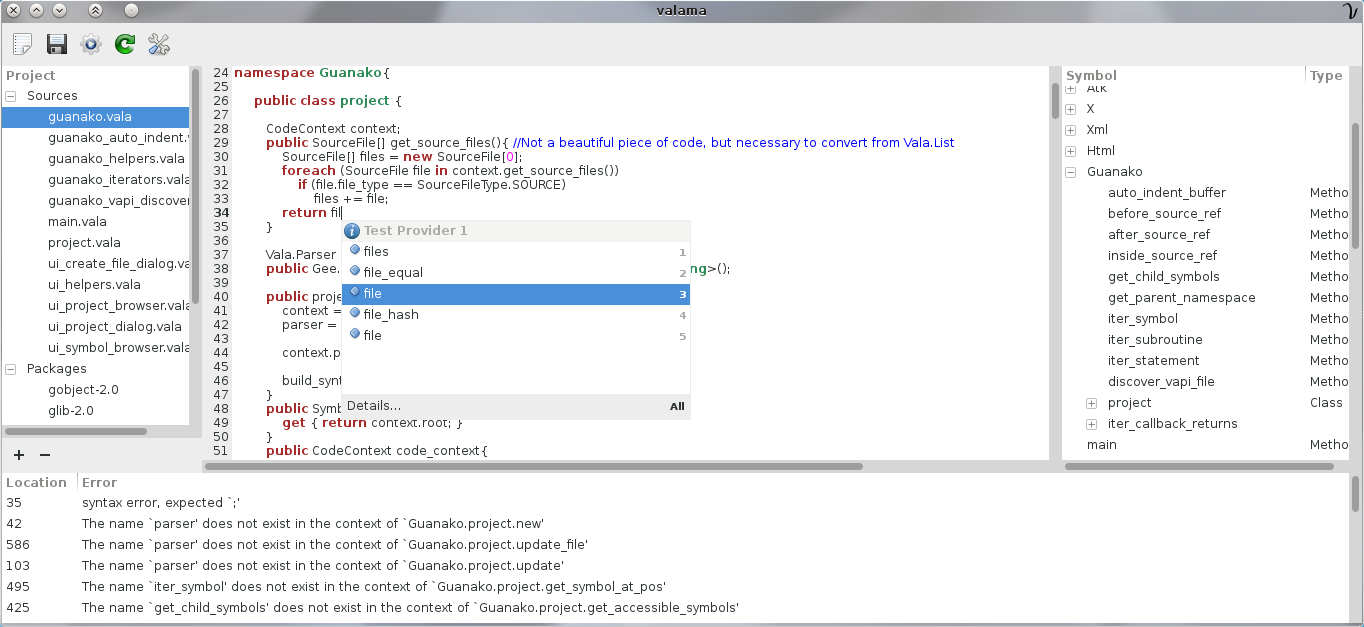 valama
Project
Sources
guanako.vala
guanako_auto_indent.v
guanako_helpers.vala
guanako_iterators.vala
guanako_vapi_discover
main.vala
project.vala
ui_create_file_dialog.va
ui_helpers.vala
ui_project_browser.vala
ui_project_dialog.vala
ui_symbol_browser.vala
Packages
gobject-2.0
glib-2.0
+ −
24 namespace Guanako{
25
26 public class project {
27
28 CodeContext context;
29 public SourceFile[] get_source_files(){ //Not a beautiful piece of code, but necessary to convert from Vala.List
30 SourceFile[] files = new SourceFile[0];
31 foreach (SourceFile file in context.get_source_files())
32 if (file.file_type == SourceFileType.SOURCE)
33 files += file;
34 return fil
35 }
36
37 Vala.Parser
38 public Gee. ng>();
39
40 public proje
41 context =
42 parser =
43
44 context.p
45
46 build_synt
47 }
48 public Symb
49 get { return context.root; }
50 }
51 public CodeContext code_context{
Test Provider 1
files 1
file_equal 2
file 3
file_hash 4
file 5
Details... All
Symbol Type
Atk
X
Xml
Html
Guanako
auto_indent_buffer Metho
before_source_ref Metho
after_source_ref Metho
inside_source_ref Metho
get_child_symbols Metho
get_parent_namespace Metho
iter_symbol Metho
iter_subroutine Metho
iter_statement Metho
discover_vapi_file Metho
project Class
iter_callback_returns
main Metho
Location Error
35 syntax error, expected `;'
42 The name `parser' does not exist in the context of `Guanako.project.new'
586 The name `parser' does not exist in the context of `Guanako.project.update_file'
103 The name `parser' does not exist in the context of `Guanako.project.update'
495 The name `iter_symbol' does not exist in the context of `Guanako.project.get_symbol_at_pos'
425 The name `get_child_symbols' does not exist in the context of `Guanako.project.get_accessible_symbols'